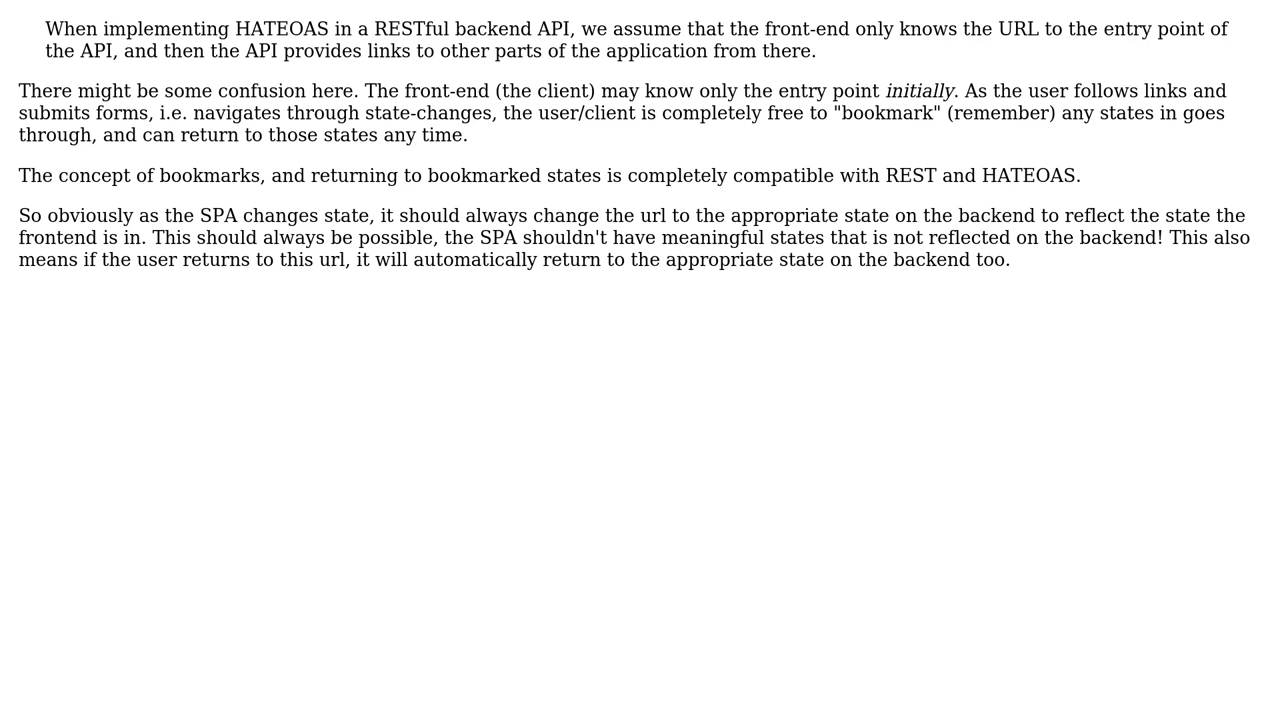 When implementing HATEOAS in a RESTful backend API, we assume that the front-end only knows the URL to the entry point of
the API, and then the API provides links to other parts of the application from there.
There might be some confusion here. The front-end (the client) may know only the entry point initially. As the user follows links and
submits forms, i.e. navigates through state-changes, the user/client is completely free to "bookmark" (remember) any states in goes
through, and can return to those states any time.
The concept of bookmarks, and returning to bookmarked states is completely compatible with REST and HATEOAS.
So obviously as the SPA changes state, it should always change the url to the appropriate state on the backend to reflect the state the
frontend is in. This should always be possible, the SPA shouldn't have meaningful states that is not reflected on the backend! This also
means if the user returns to this url, it will automatically return to the appropriate state on the backend too.